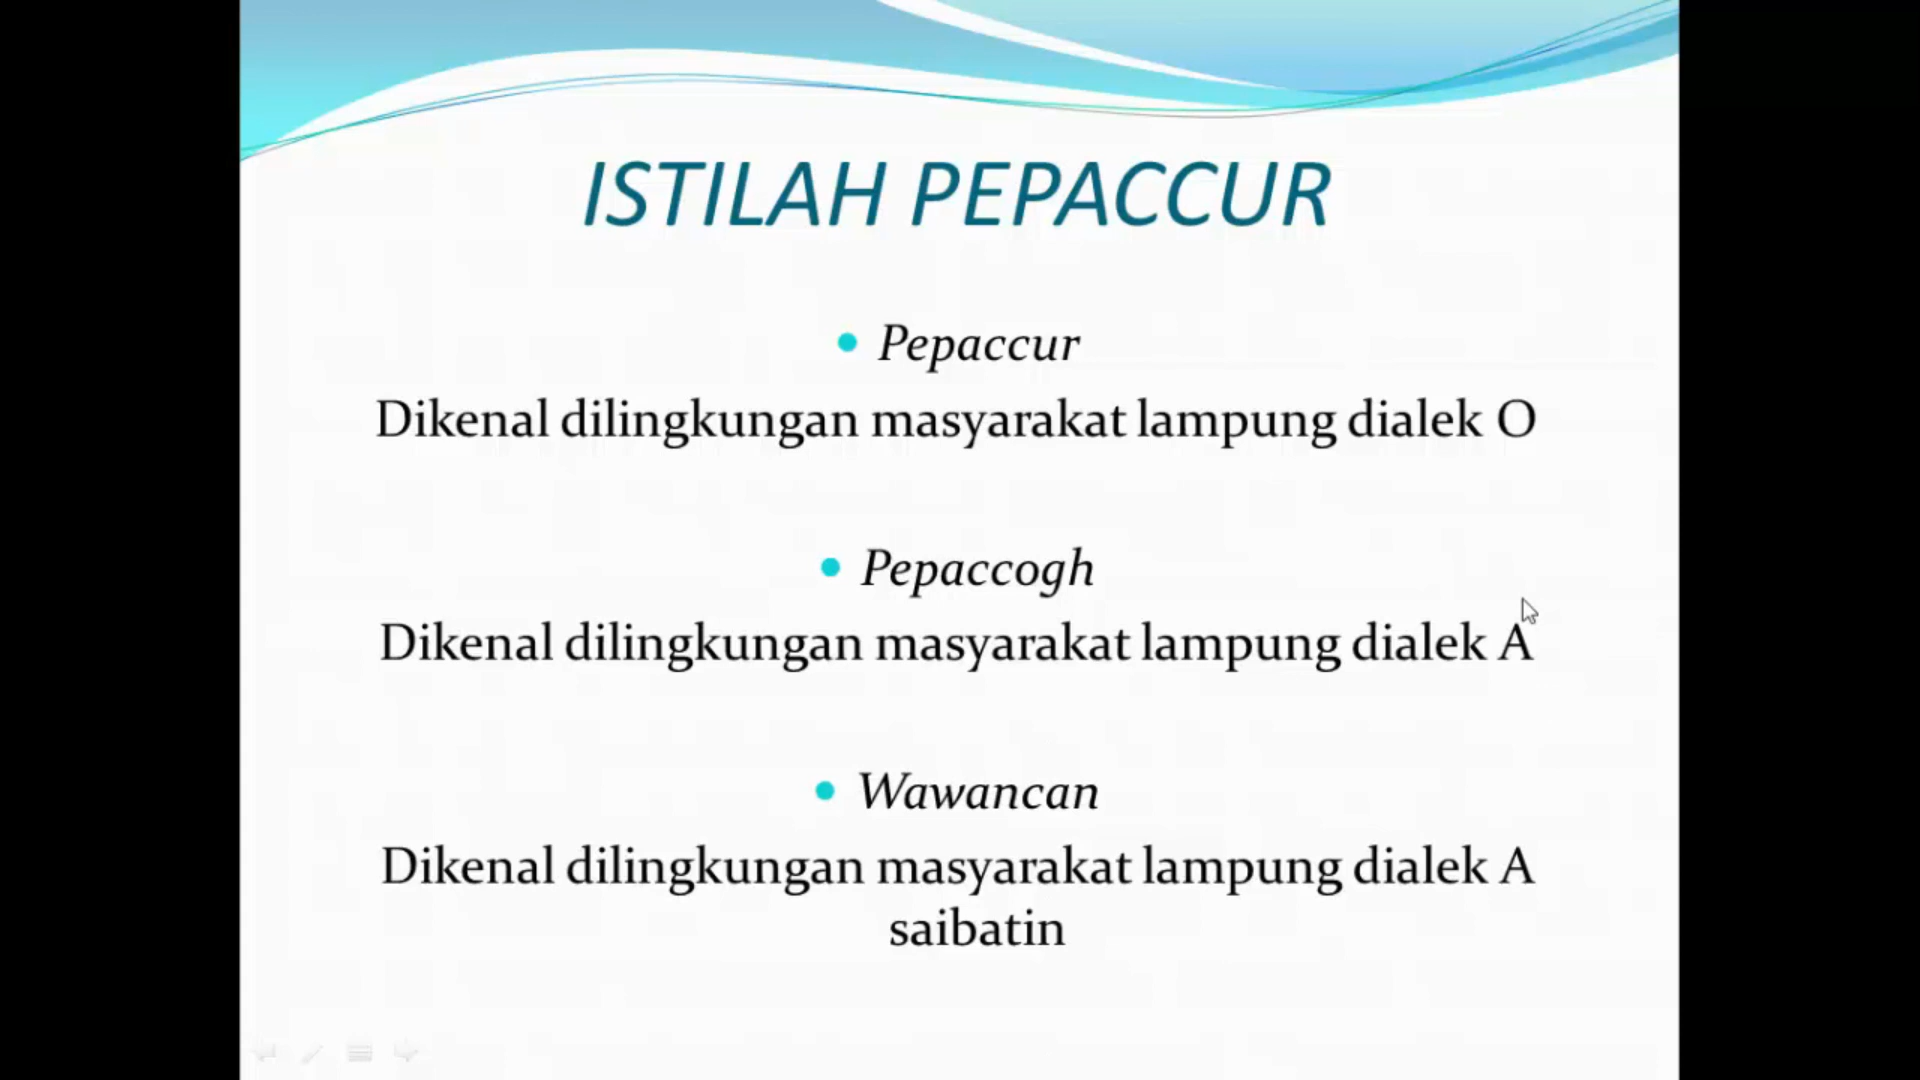 ISTILAH PEPACCUR
• Pepaccur
Dikenal dilingkungan masyarakat lampung dialek O
• Pepaccogh
Dikenal dilingkungan masyarakat lampung dialek A
• Wawancan
Dikenal dilingkungan masyarakat lampung dialek A
saibatin